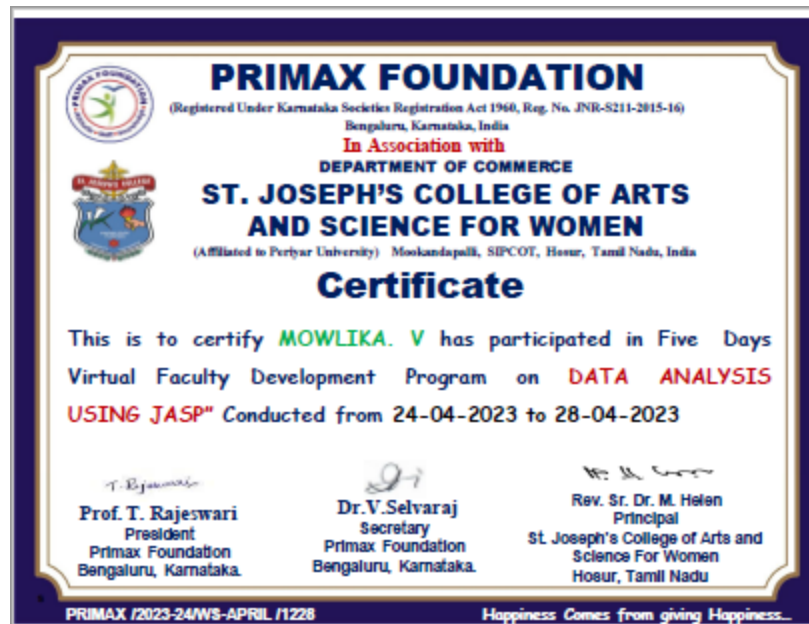 PRIMAX FOUNDATION
(Registered Under Karnataka Societies Registration Act 1960, Reg. No. JNR-S211-2015-16)
Bengaluru, Karnataka, India
In Association with
DEPARTMENT OF COMMERCE
ST. JOSEPH'S COLLEGE OF ARTS
AND SCIENCE FOR WOMEN
(Affiliated to Periyar University) Mookandapalli, SIPCOT, Hosur, Tamil Nadu, India
Certificate
This is to certify MOWLIKA. V has participated in Five Days
Virtual Faculty Development Program on DATA ANALYSIS
USING JASP" Conducted from 24-04-2023 to 28-04-2023
T. Rajeswari
Prof. T. Rajeswari
President
Primax Foundation
Bengaluru, Karnataka.
Dr.V.Selvaraj
Secretary
Primax Foundation
Bengaluru, Karnataka.
Rev. Sr. Dr. M. Helen
Principal
St. Joseph's College of Arts and
Science For Women
Hosur, Tamil Nadu
PRIMAX /2023-24/WS-APRIL /1228
Happiness Comes from giving Happiness...